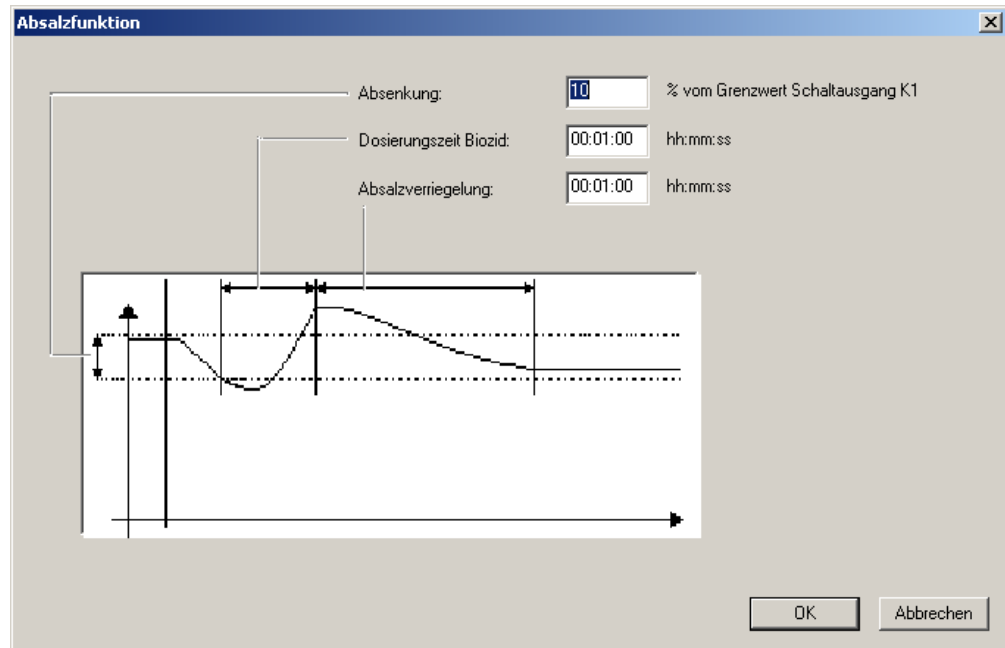 Absalzfunktion
Absenkung: 10 % vom Grenzwert Schaltausgang K1
Dosierungszeit Biozid: 00:01:00 hh:mm:ss
Absalzverriegelung: 00:01:00 hh:mm:ss
OK Abbrechen